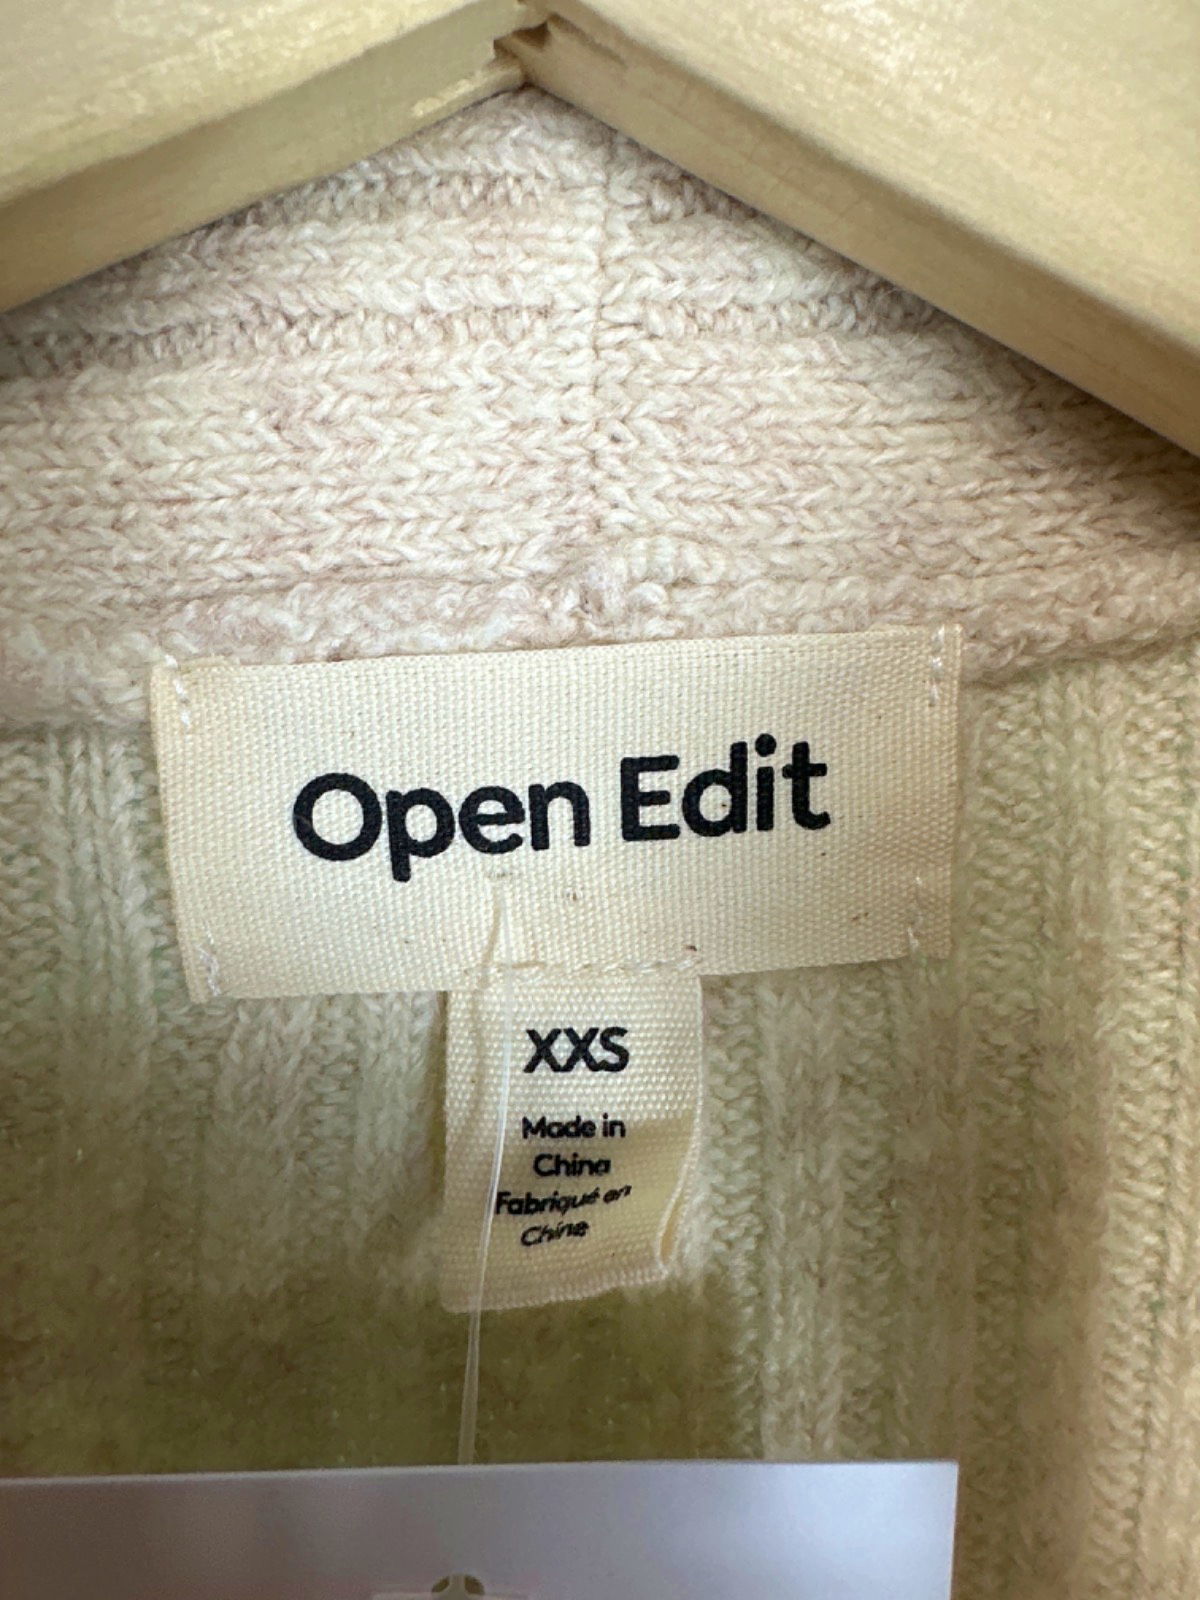 Open Edit
XXS
Made in
China
Fabriqué en
Chine